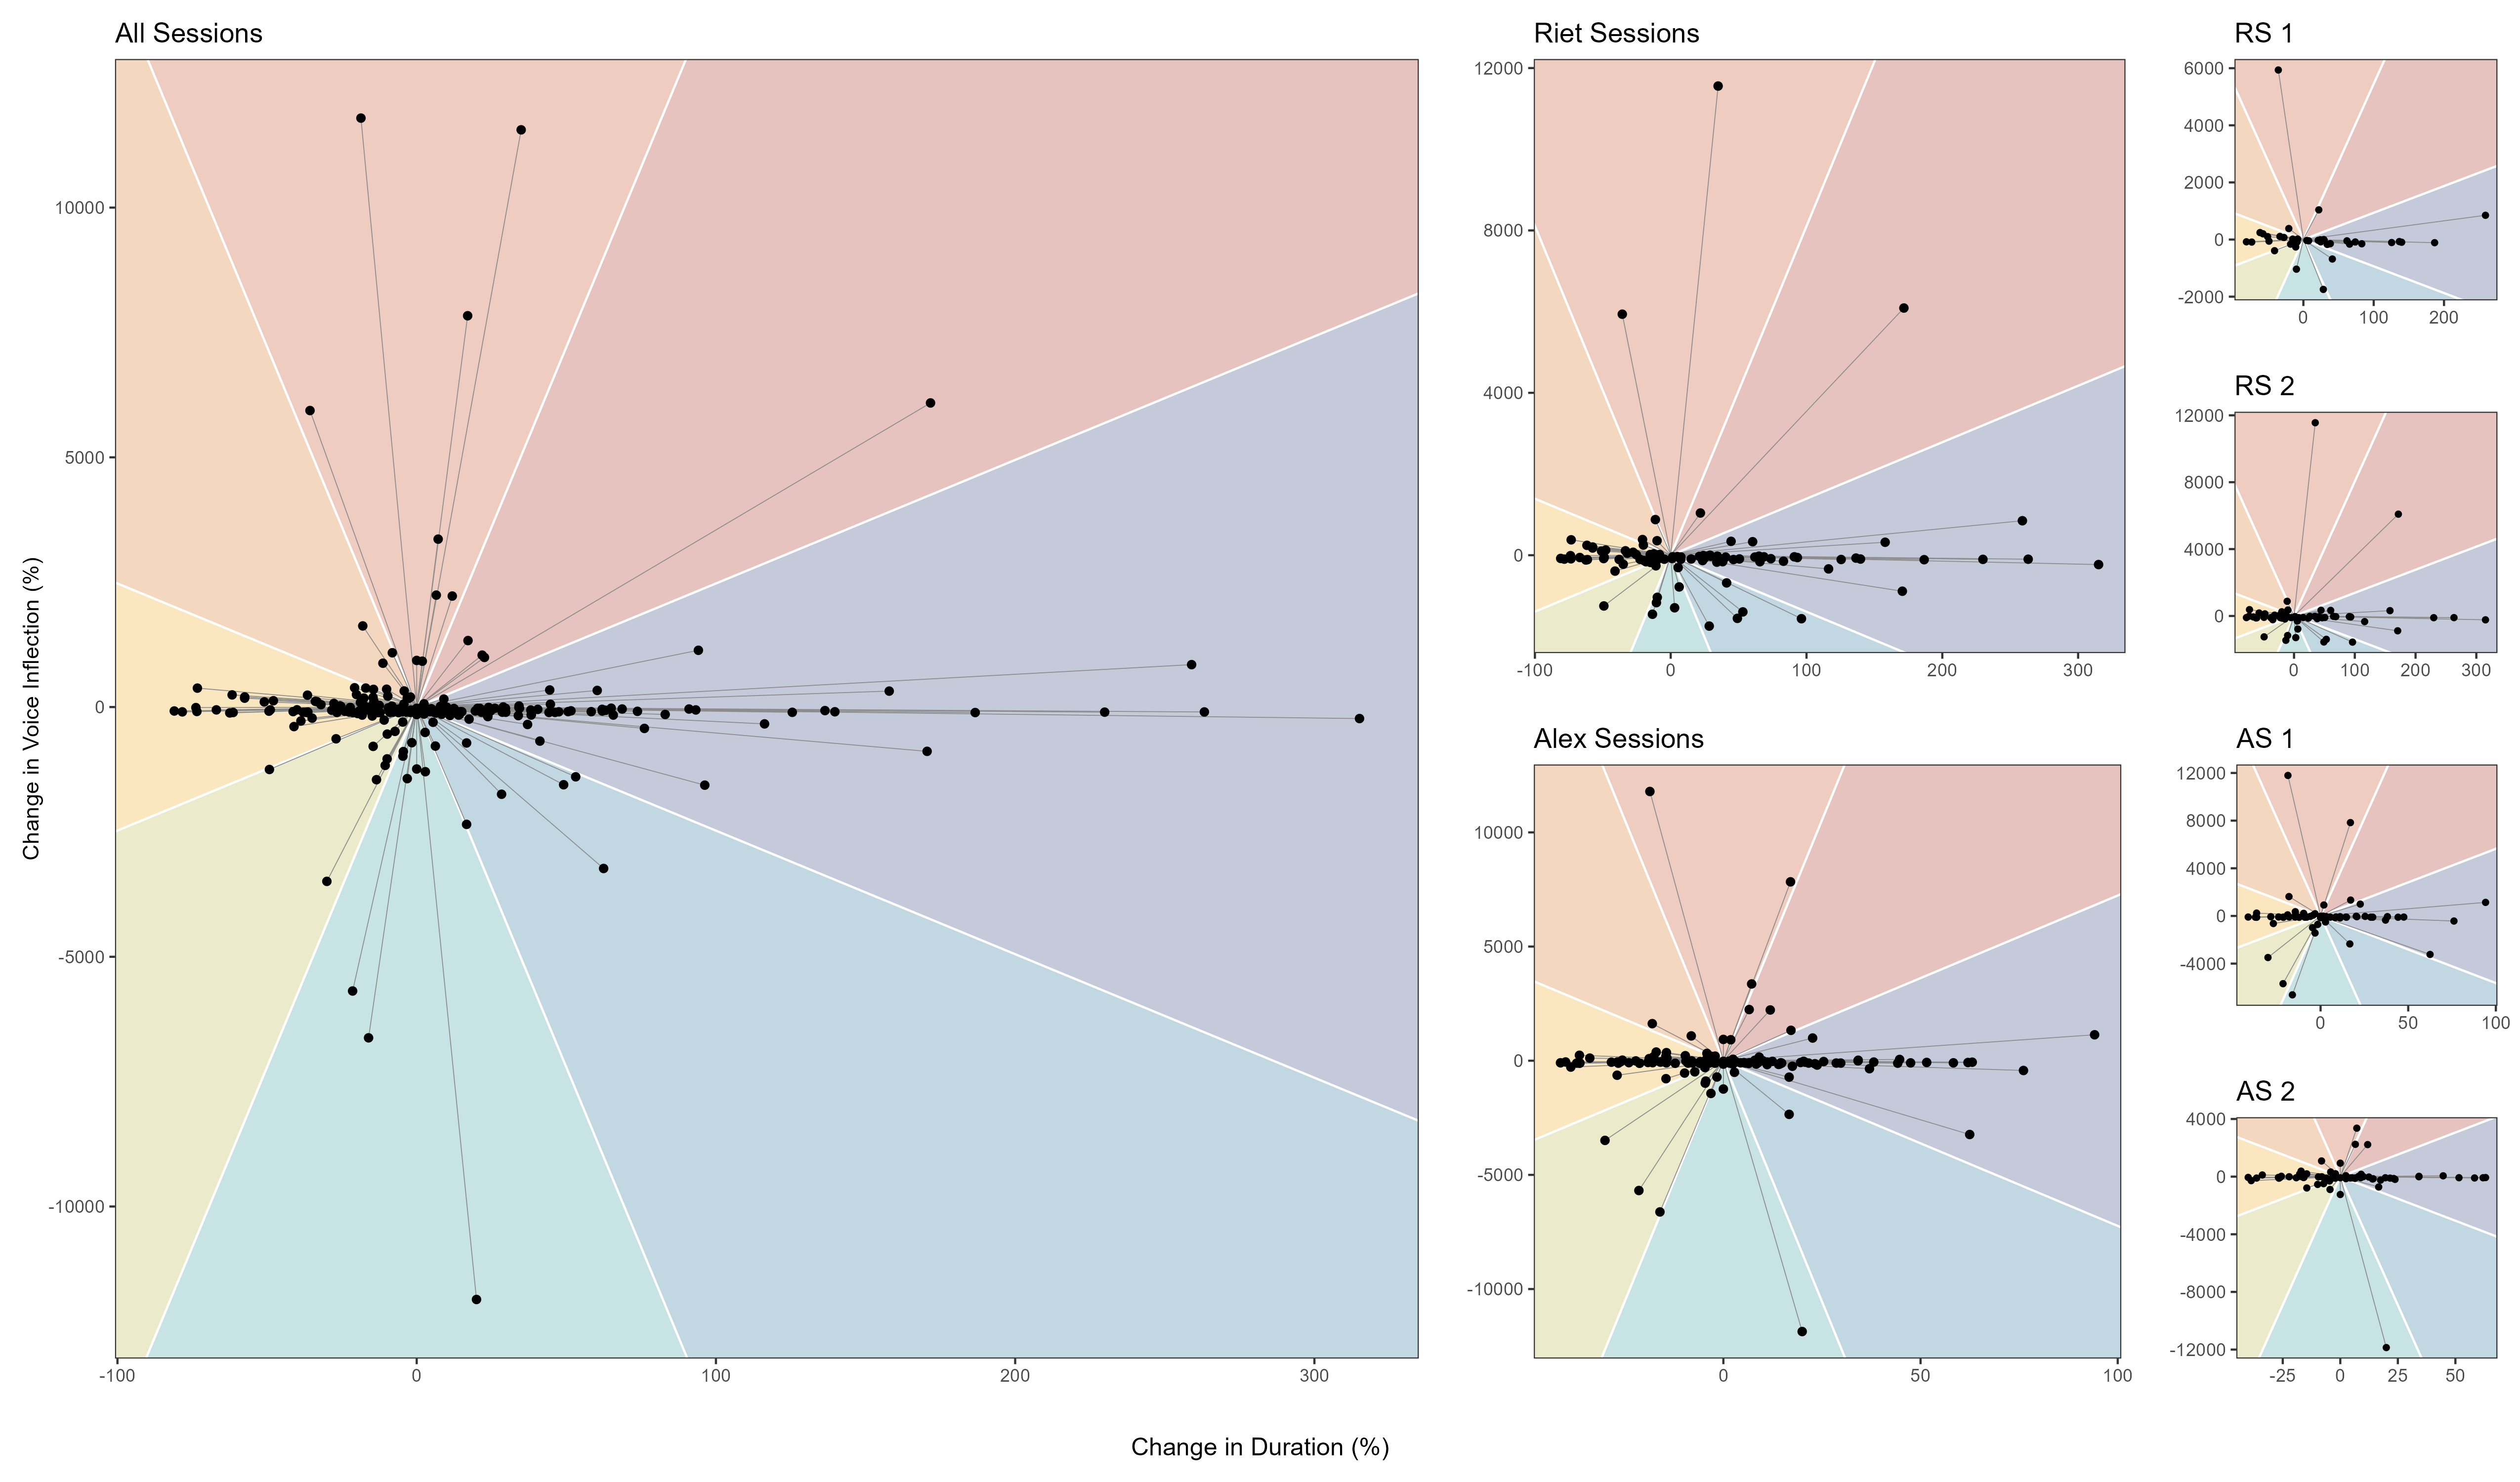 All Sessions
10000
5000
0
-5000
-10000
-100 0 100 200 300
Change in Voice Inflection (%)
Change in Duration (%)
Riet Sessions
12000
8000
4000
0
-100 0 100 200 300
Alex Sessions
10000
5000
0
-5000
-10000
0 50 100
RS 1
6000
4000
2000
0
-2000
0 100 200
RS 2
12000
8000
4000
0
0 100 200 300
AS 1
12000
8000
4000
0
-4000
0 50 100
AS 2
4000
0
-4000
-8000
-12000
-25 0 25 50